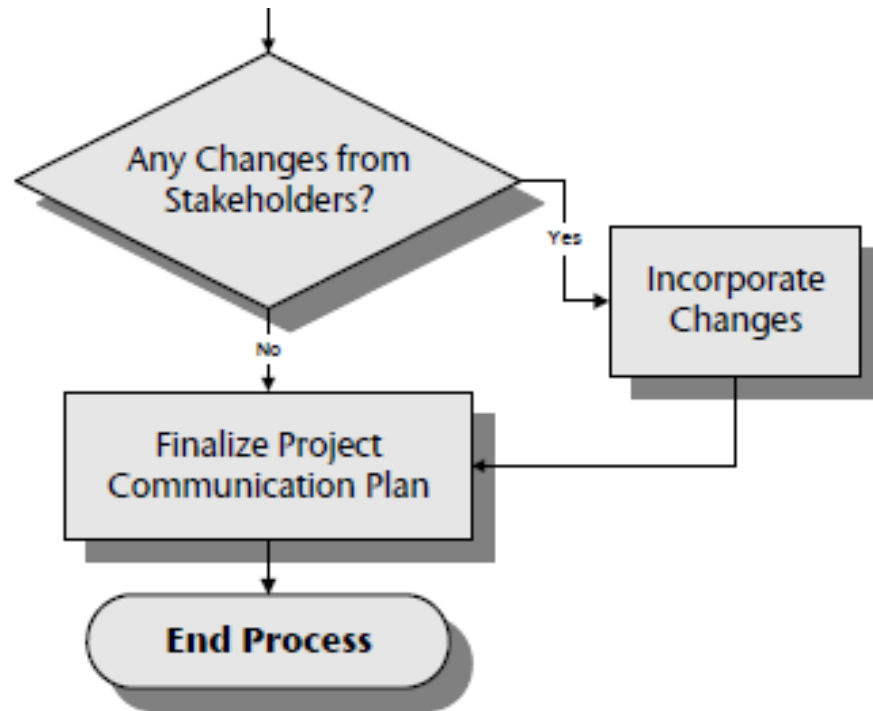 Any Changes from
Stakeholders?
Yes
Incorporate
Changes
No
Finalize Project
Communication Plan
End Process